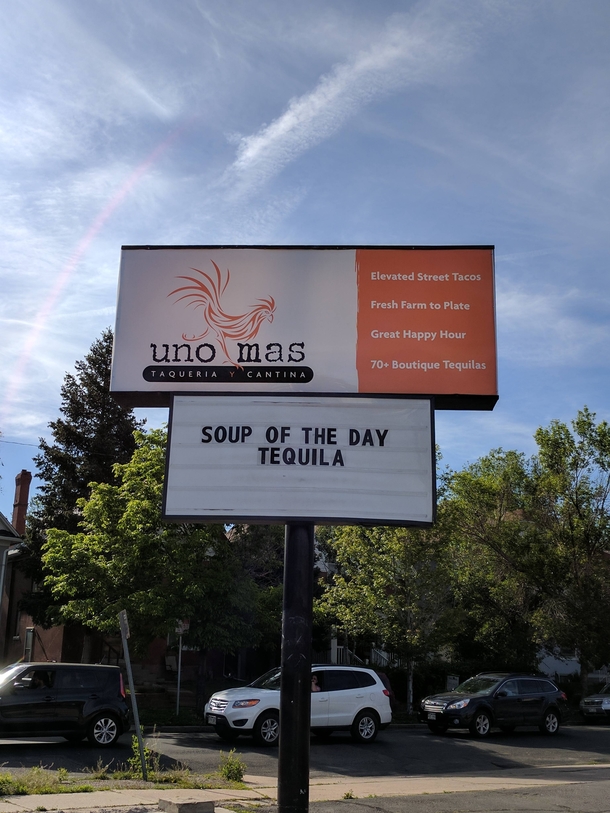 uno mas
TAQUERIA Y CANTINA
Elevated Street Tacos
Fresh Farm to Plate
Great Happy Hour
70+ Boutique Tequilas
SOUP OF THE DAY
TEQUILA